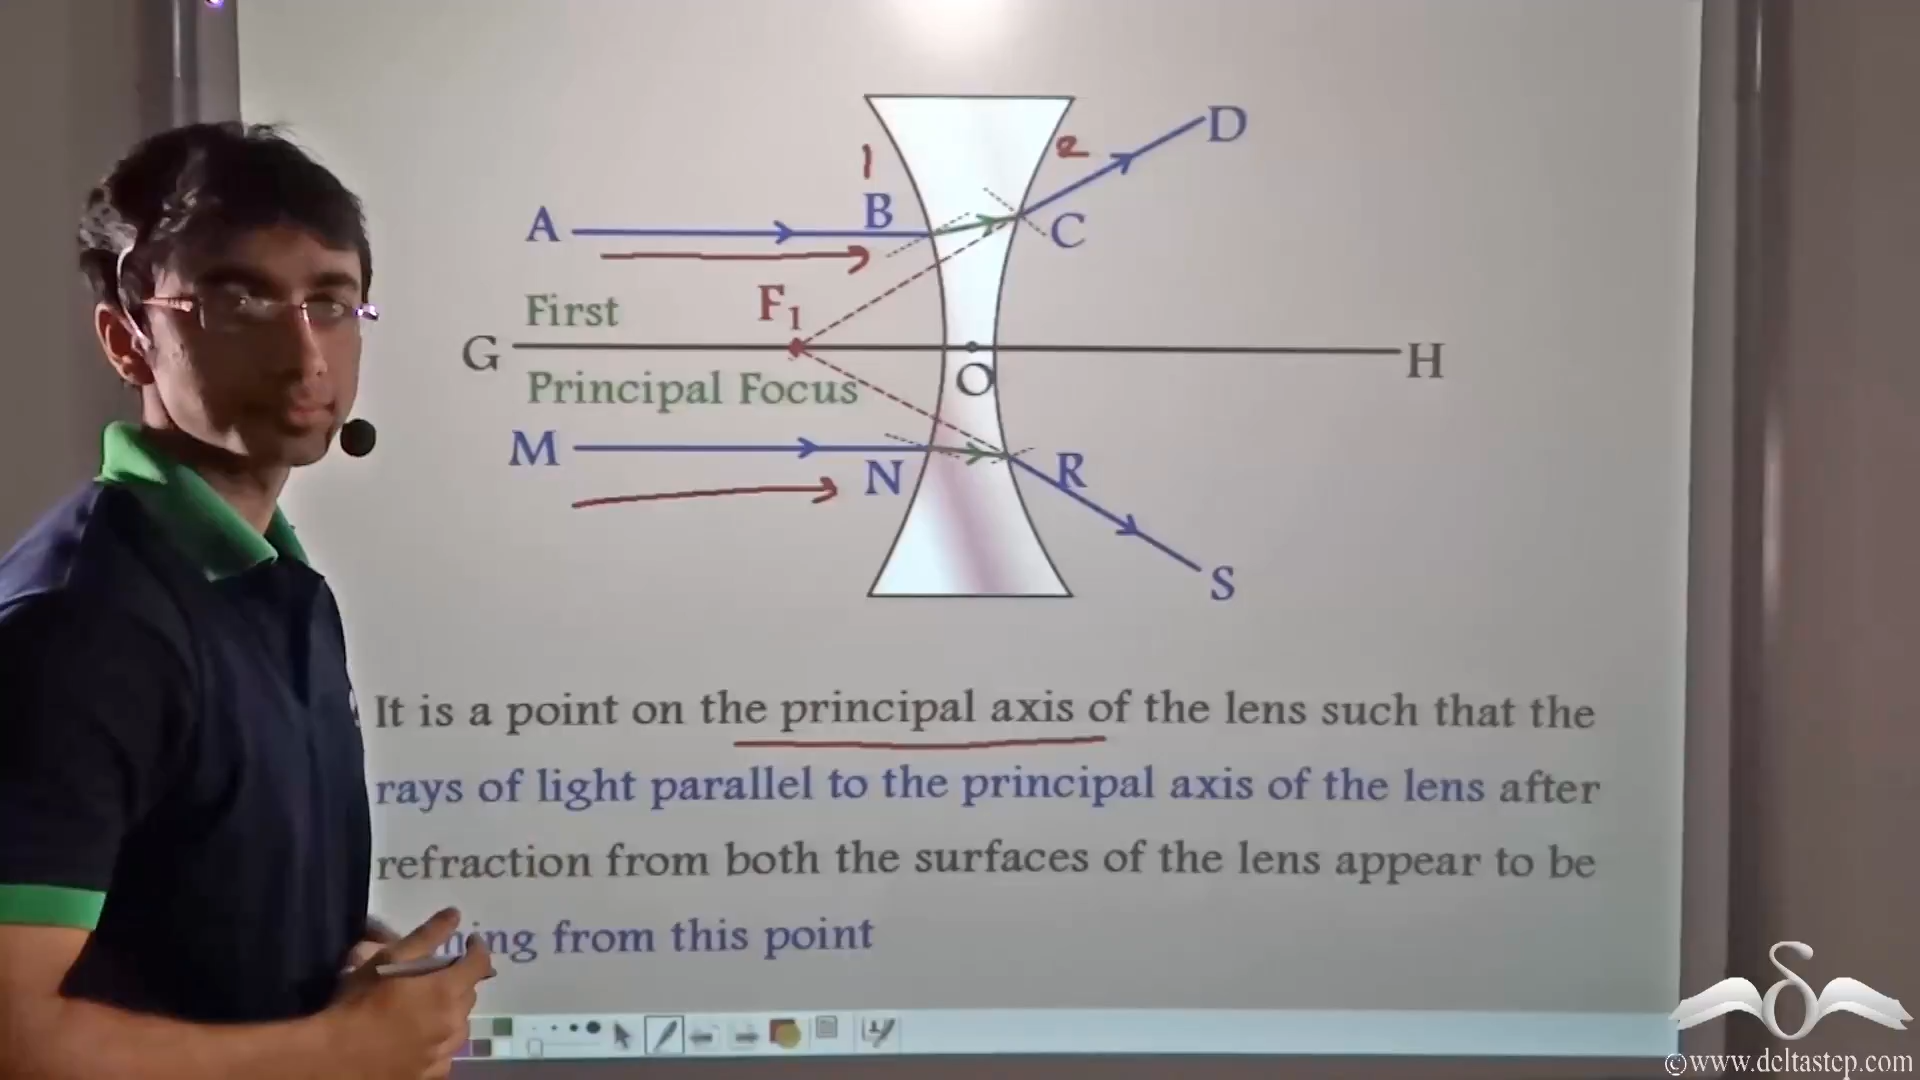 D
1
2
B
A
C
First
F1
G
H
O
Principal Focus
M
N
R
S
It is a point on the principal axis of the lens such that the
rays of light parallel to the principal axis of the lens after
refraction from both the surfaces of the lens appear to be
from this point
©www.deltastep.com